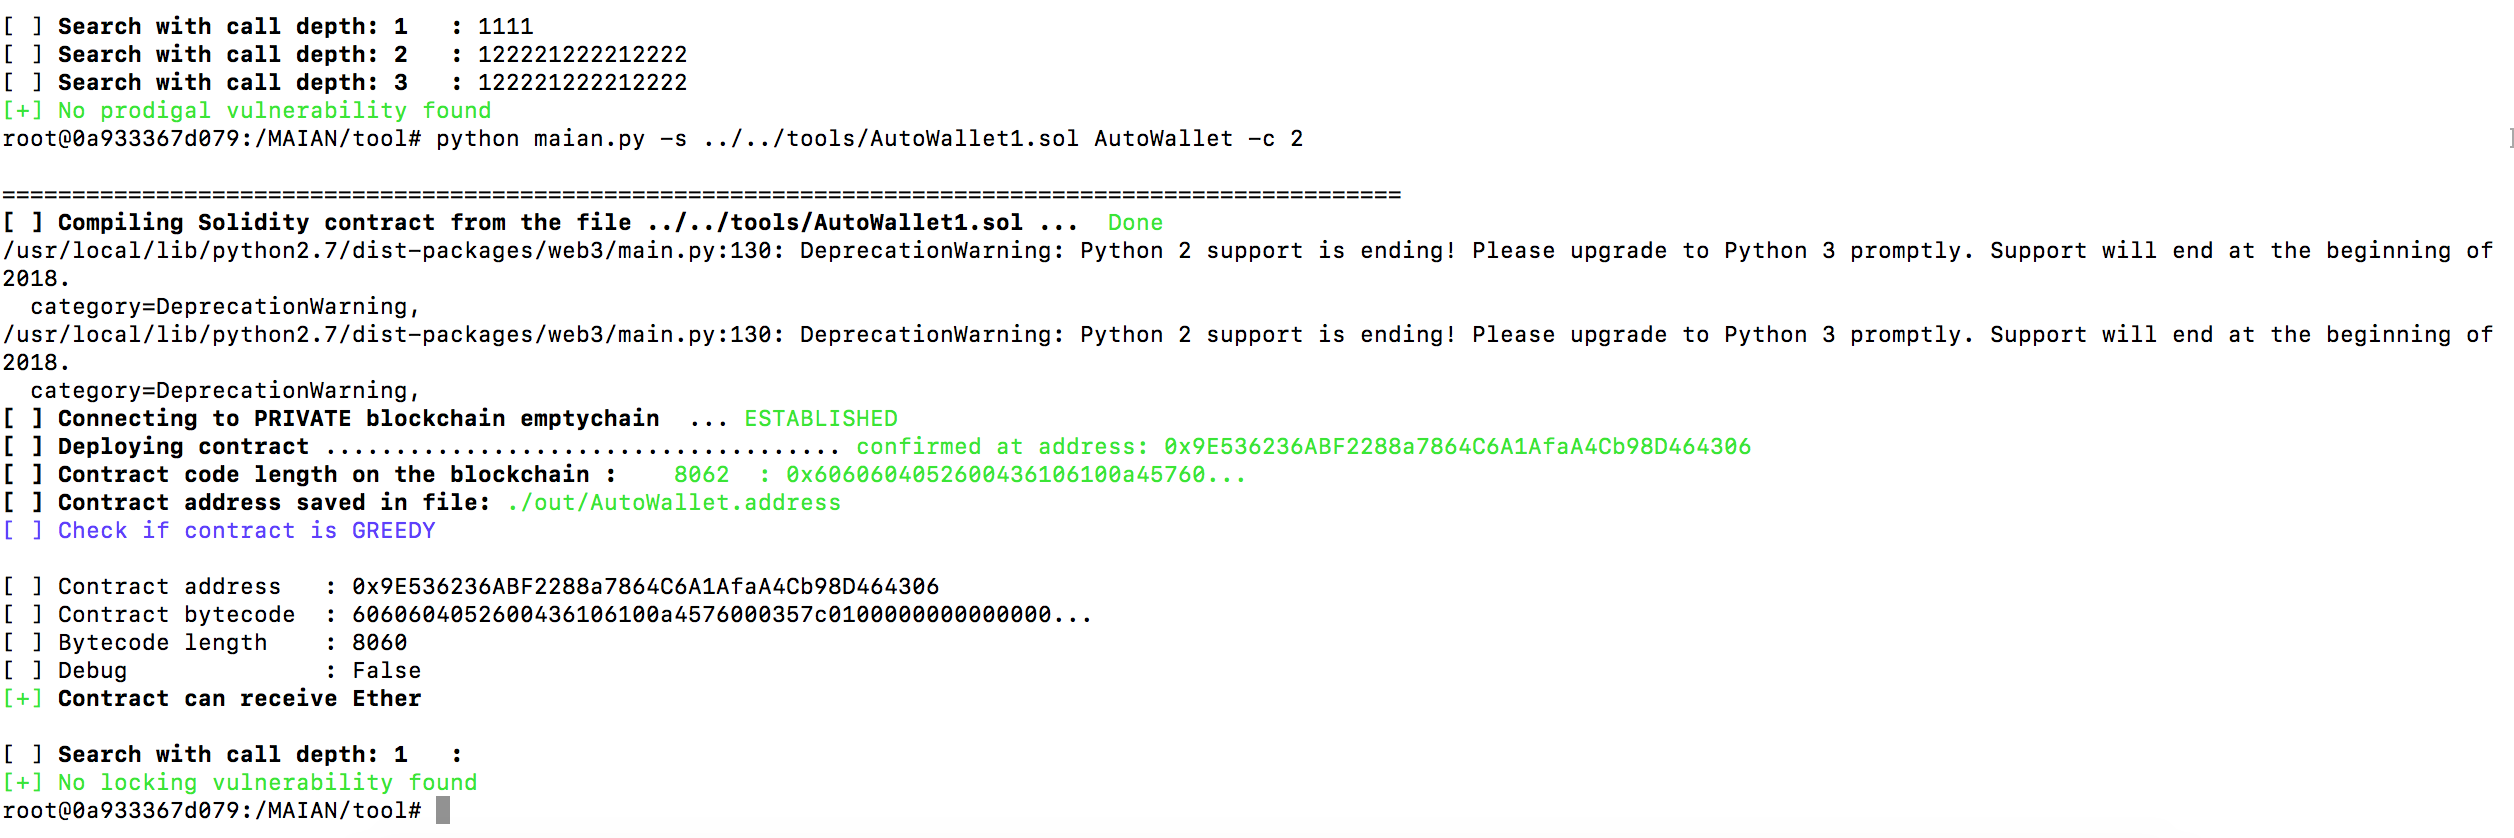 [ ] Search with call depth: 1   : 1111
[ ] Search with call depth: 2   : 122221222212222
[ ] Search with call depth: 3   : 122221222212222
[+] No prodigal vulnerability found
root@0a933367d079:/MAIAN/tool# python maian.py -s ../../tools/AutoWallet1.sol AutoWallet -c 2 ]
====================================================================================================
[ ] Compiling Solidity contract from the file ../../tools/AutoWallet1.sol ...  Done
/usr/local/lib/python2.7/dist-packages/web3/main.py:130: DeprecationWarning: Python 2 support is ending! Please upgrade to Python 3 promptly. Support will end at the beginning of
2018.
  category=DeprecationWarning,
/usr/local/lib/python2.7/dist-packages/web3/main.py:130: DeprecationWarning: Python 2 support is ending! Please upgrade to Python 3 promptly. Support will end at the beginning of
2018.
  category=DeprecationWarning,
[ ] Connecting to PRIVATE blockchain emptychain  ... ESTABLISHED
[ ] Deploying contract ..................................... confirmed at address: 0x9E536236ABF2288a7864C6A1AfaA4Cb98D464306
[ ] Contract code length on the blockchain :    8062  : 0x6060604052600436106100a45760...
[ ] Contract address saved in file: ./out/AutoWallet.address
[ ] Check if contract is GREEDY
[ ] Contract address   : 0x9E536236ABF2288a7864C6A1AfaA4Cb98D464306
[ ] Contract bytecode  : 6060604052600436106100a4576000357c0100000000000000...
[ ] Bytecode length    : 8060
[ ] Debug              : False
[+] Contract can receive Ether
[ ] Search with call depth: 1   :
[+] No locking vulnerability found
root@0a933367d079:/MAIAN/tool#